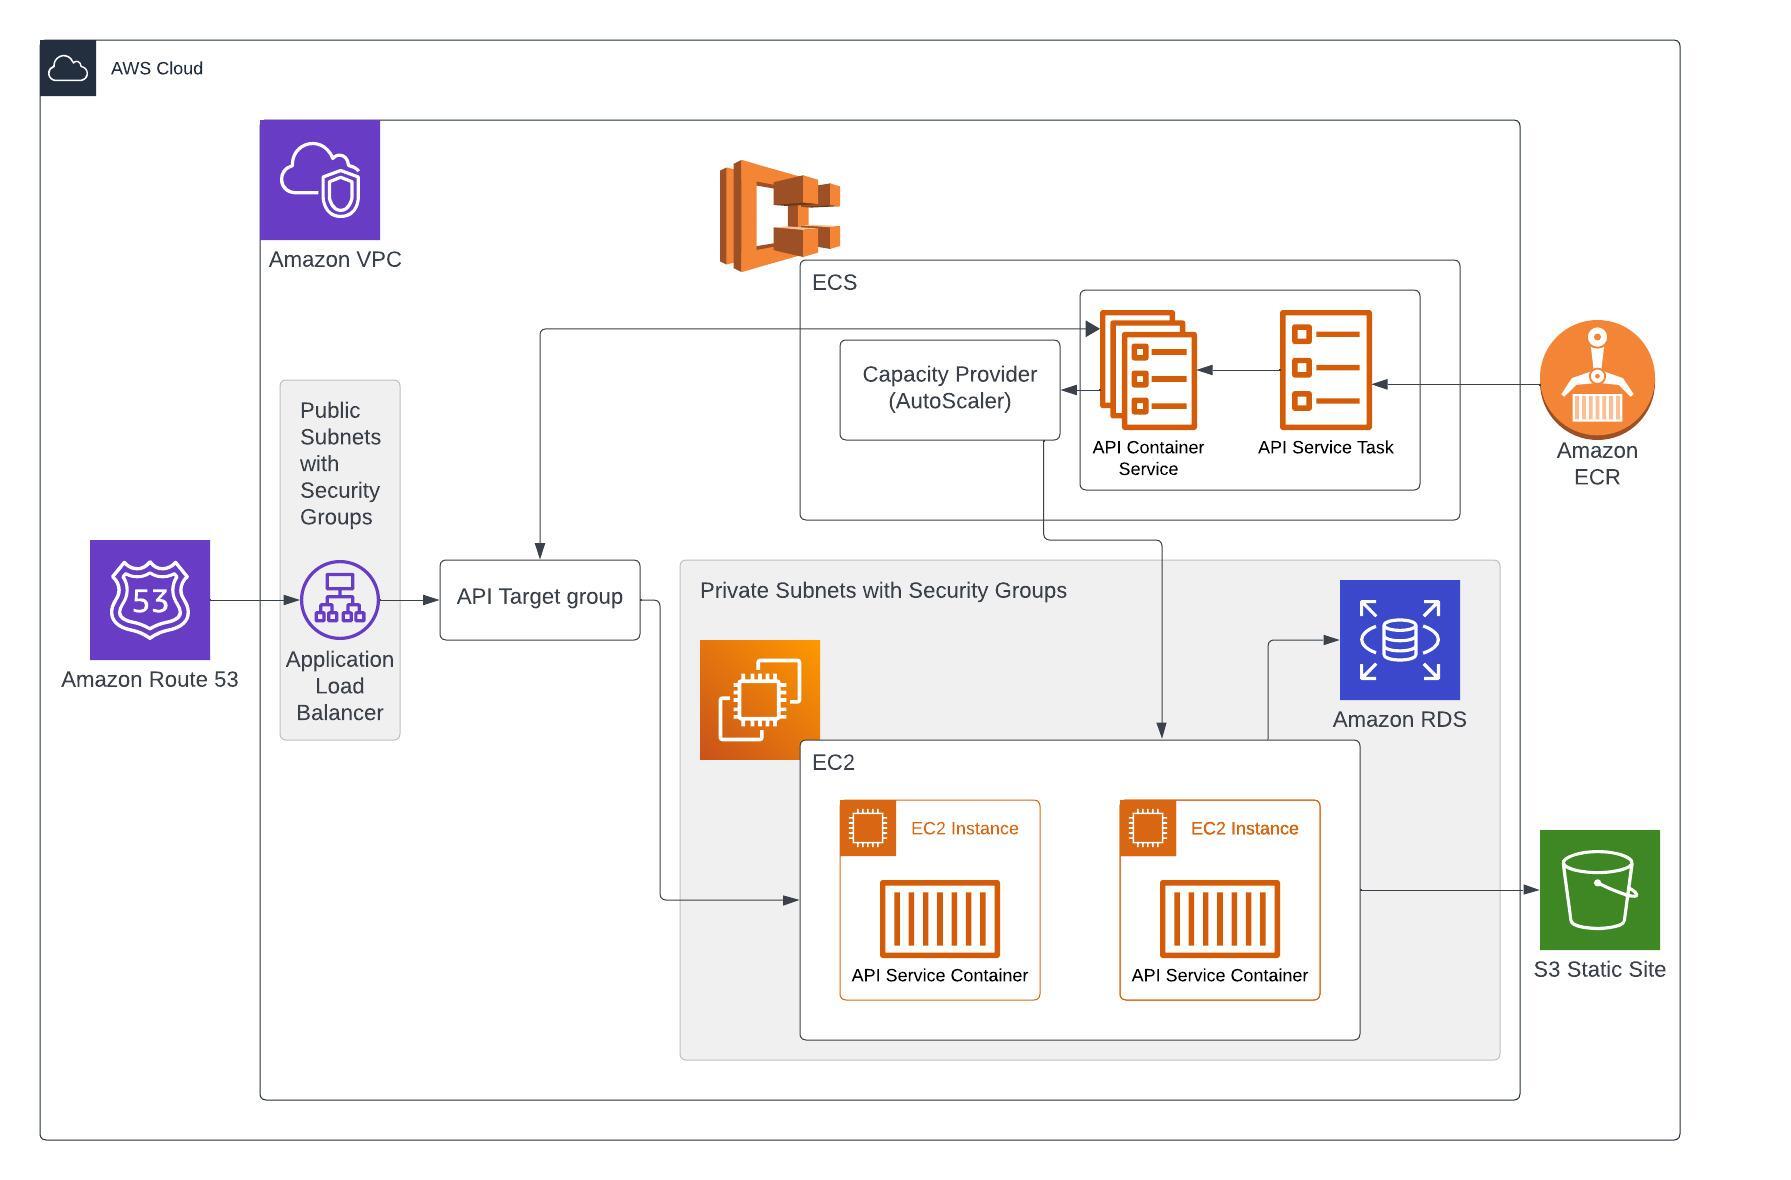 AWS Cloud
Amazon VPC
ECS
Capacity Provider
(AutoScaler)
API Container
Service
API Service Task
Amazon
ECR
Public
Subnets
with
Security
Groups
53
Amazon Route 53
Application
Load
Balancer
API Target group
Private Subnets with Security Groups
Amazon RDS
EC2
EC2 Instance
API Service Container
EC2 Instance
API Service Container
S3 Static Site